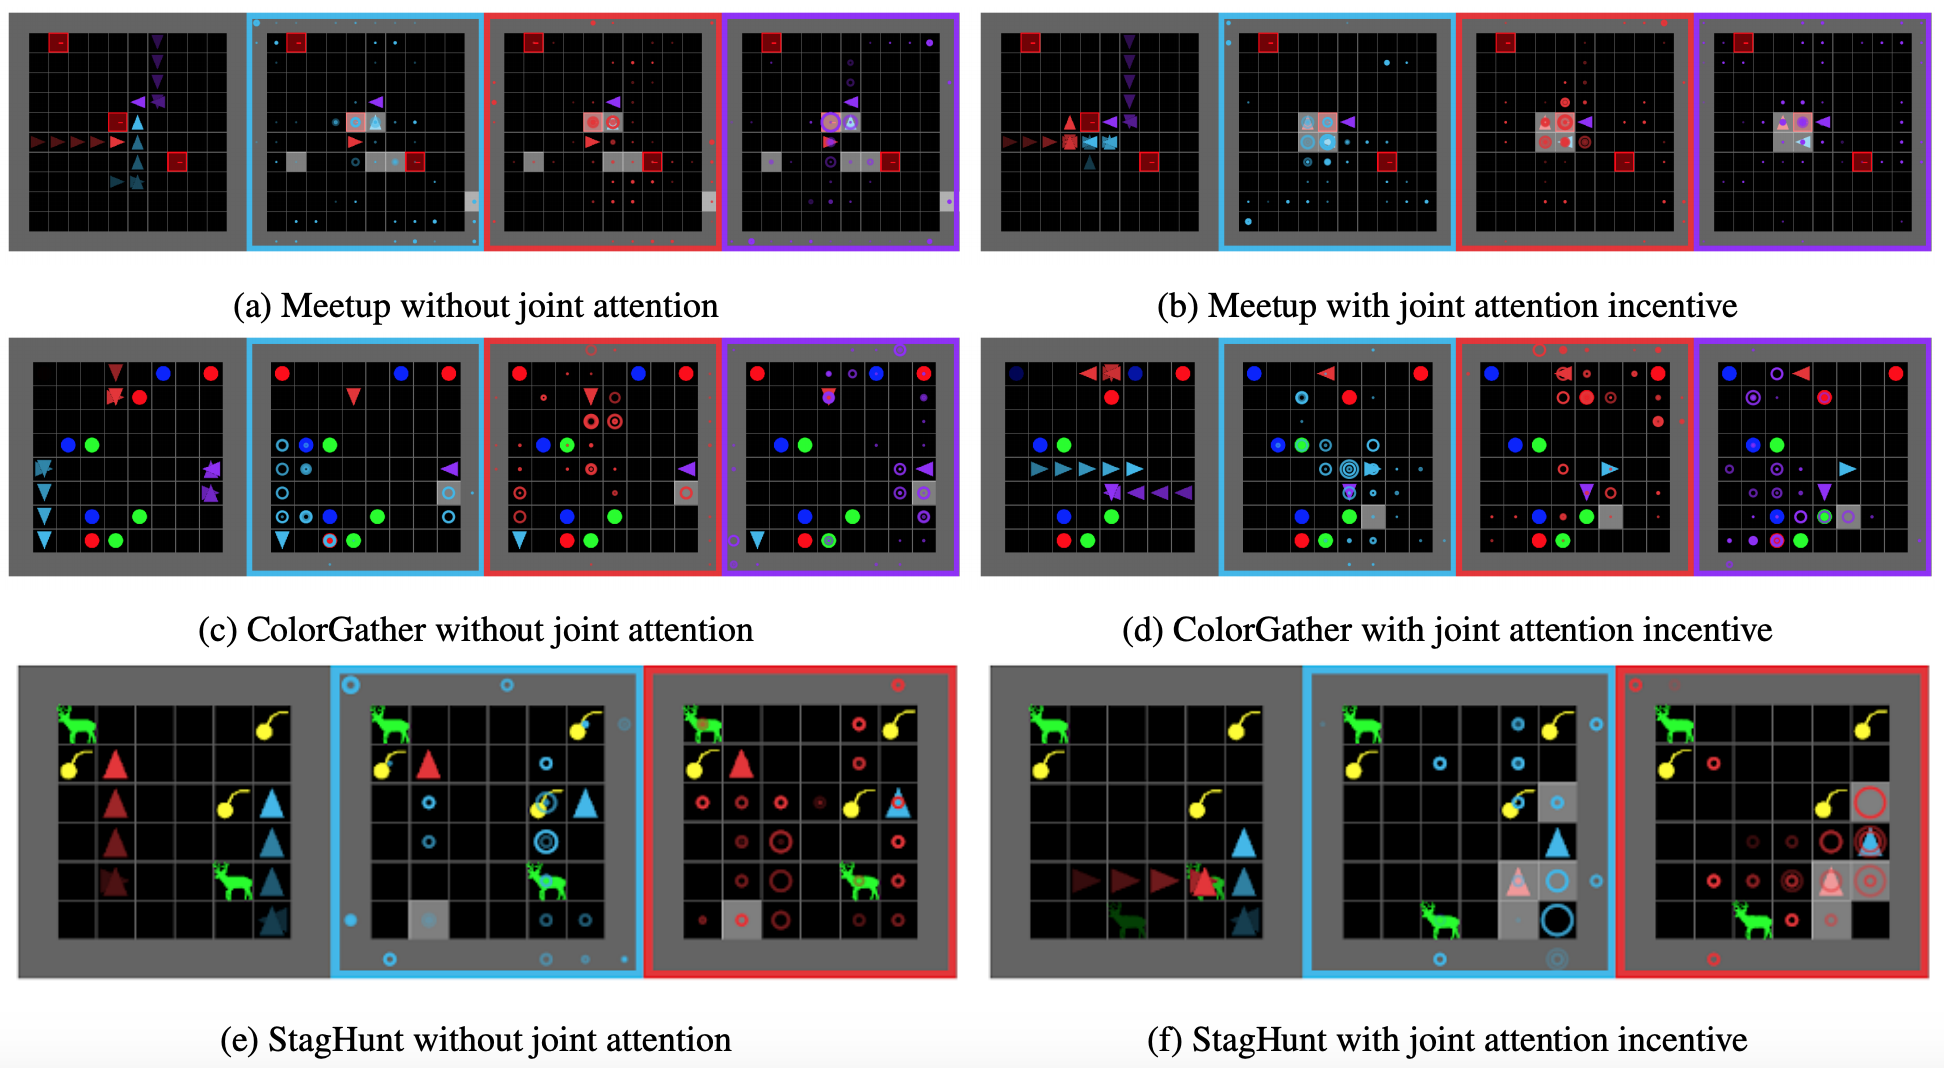 (a) Meetup without joint attention
(b) Meetup with joint attention incentive
(c) ColorGather without joint attention
(d) ColorGather with joint attention incentive
(e) StagHunt without joint attention
(f) StagHunt with joint attention incentive